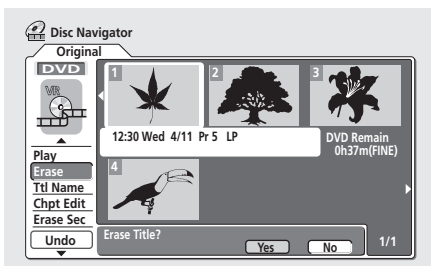 Disc Navigator
Original
DVD
VR
1
2
3
12:30 Wed 4/11 Pr 5 LP
DVD Remain
0h37m(FINE)
Play
Erase
Ttl Name
Chpt Edit
Erase Sec
Undo
4
Erase Title?
Yes
No
1/1